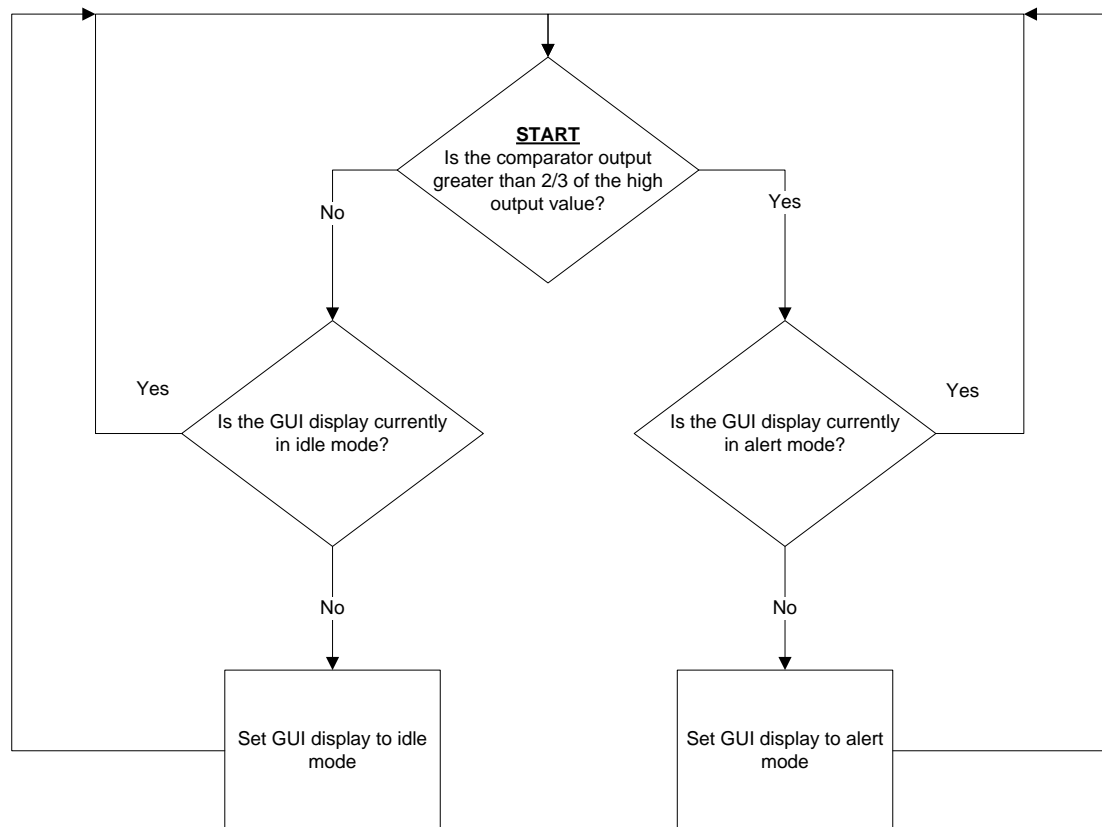 START
Is the comparator output
greater than 2/3 of the high
output value?
No
Yes
Yes
Is the GUI display currently
in idle mode?
Is the GUI display currently
in alert mode?
Yes
No
No
Set GUI display to idle
mode
Set GUI display to alert
mode